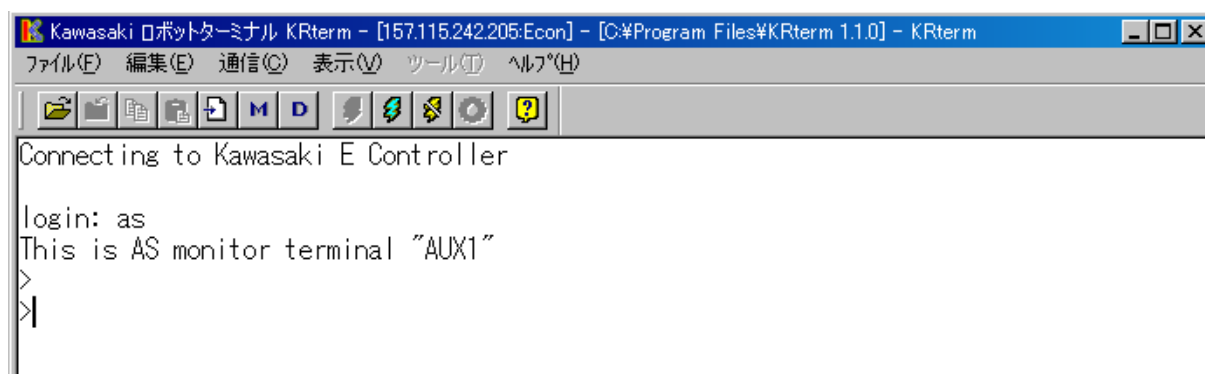 Kawasaki ロボットターミナル KRterm - [157.115.242.205:Econ] - [C:¥Program Files¥KRterm 1.1.0] - KRterm
ファイル(F) 編集(E) 通信(C) 表示(V) ツール(T) ヘルプ(H)
M D
Connecting to Kawasaki E Controller
login: as
This is AS monitor terminal "AUX1"
>
>